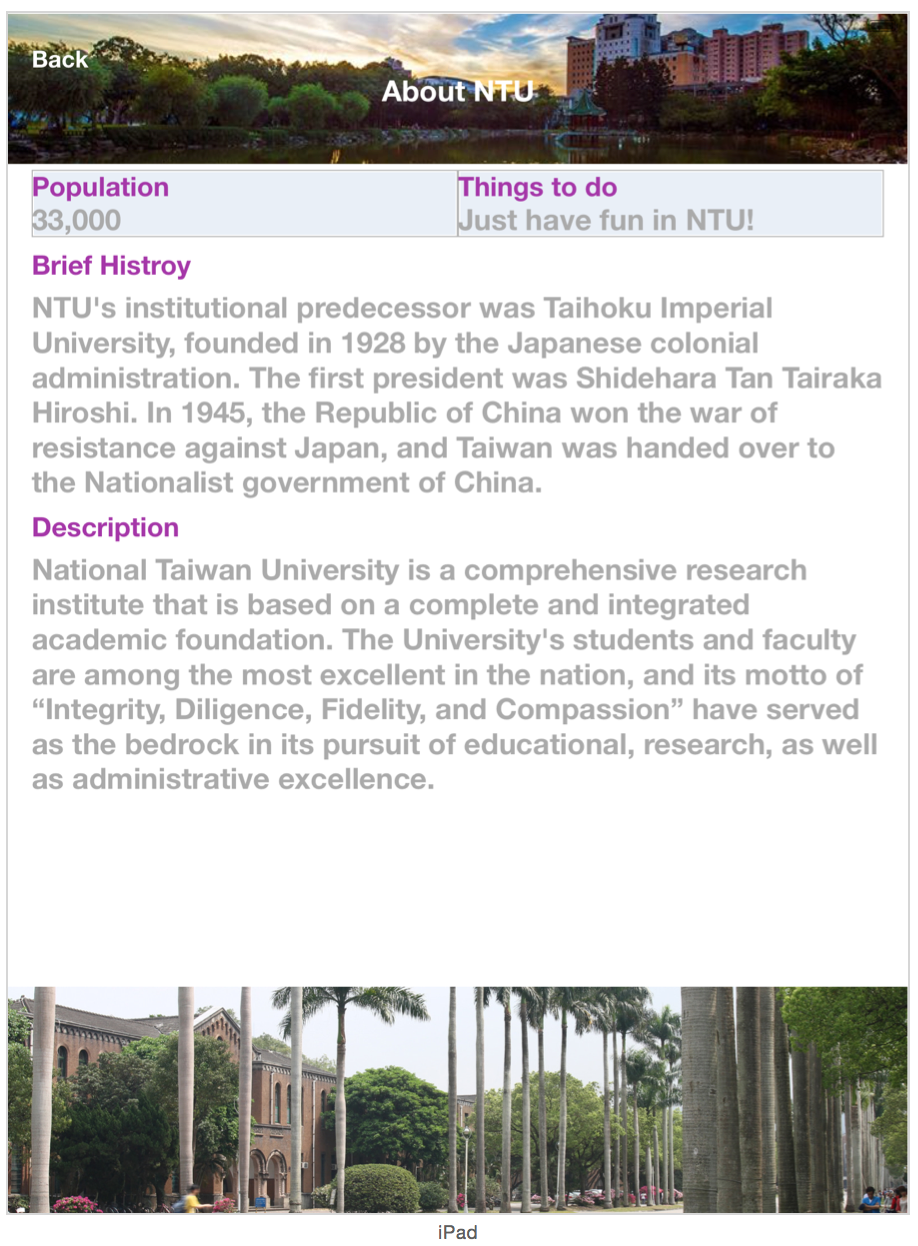 Back
About NTU
Population
Things to do
33,000
Just have fun in NTU!
Brief Histroy
NTU's institutional predecessor was Taihoku Imperial
University, founded in 1928 by the Japanese colonial
administration. The first president was Shidehara Tan Tairaka
Hiroshi. In 1945, the Republic of China won the war of
resistance against Japan, and Taiwan was handed over to
the Nationalist government of China.
Description
National Taiwan University is a comprehensive research
institute that is based on a complete and integrated
academic foundation. The University's students and faculty
are among the most excellent in the nation, and its motto of
“Integrity, Diligence, Fidelity, and Compassion” have served
as the bedrock in its pursuit of educational, research, as well
as administrative excellence.
iPad